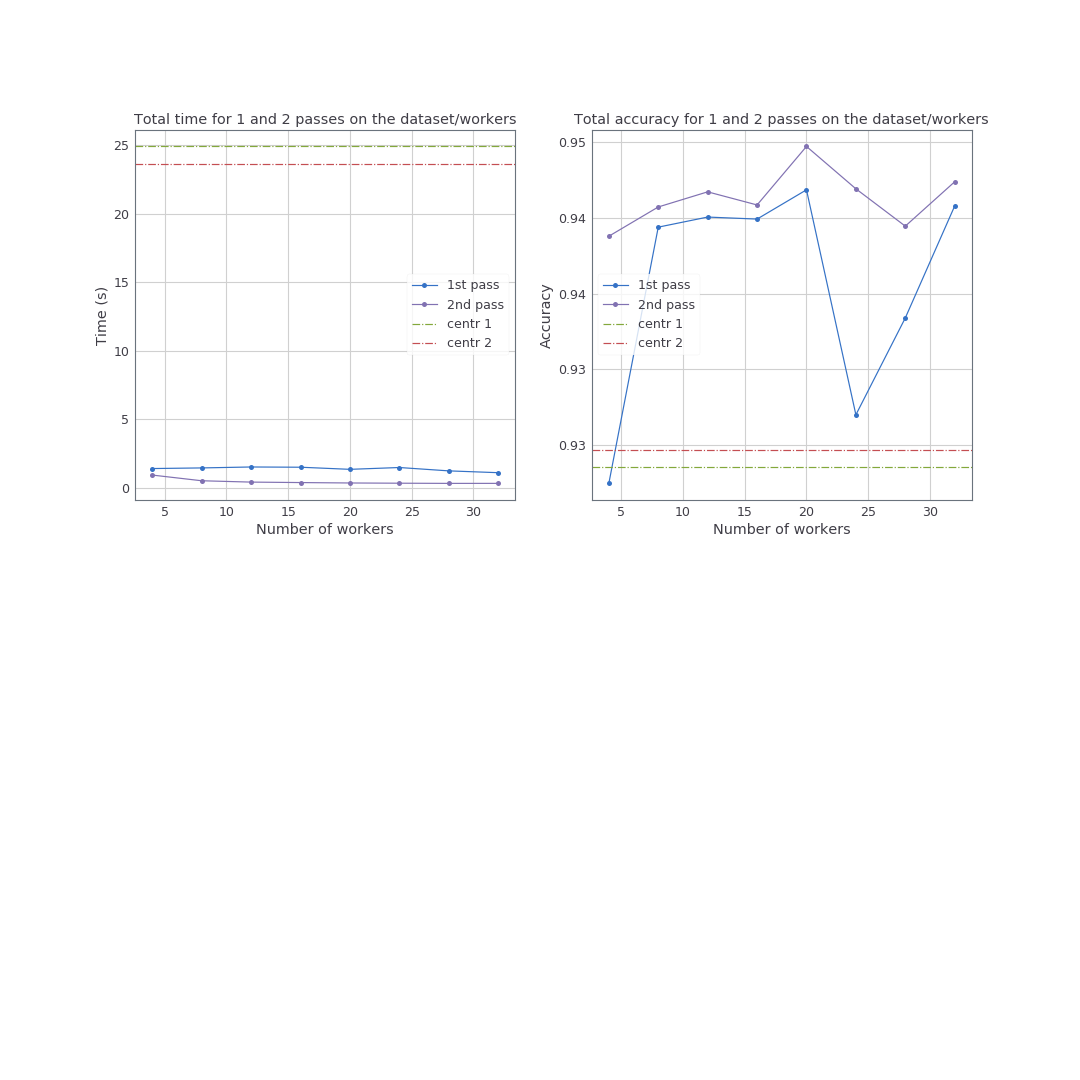 Total time for 1 and 2 passes on the dataset/workers
25
20
15
10
5
0
Time (s)
1st pass
2nd pass
centr 1
centr 2
5 10 15 20 25 30
Number of workers
Total accuracy for 1 and 2 passes on the dataset/workers
0.95
0.94
0.94
0.93
0.93
Accuracy
1st pass
2nd pass
centr 1
centr 2
5 10 15 20 25 30
Number of workers